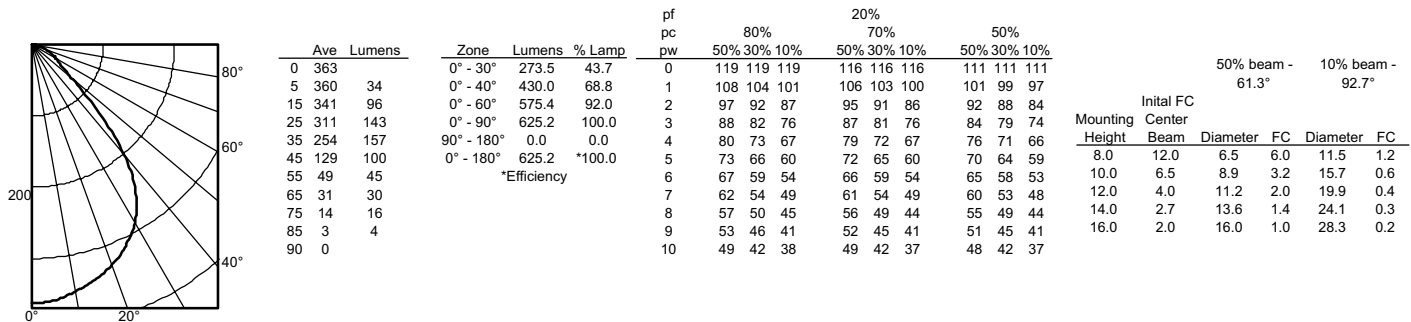 200
0°
20°
40°
60°
80°
Ave Lumens
0 363
5 360 34
15 341 96
25 311 143
35 254 157
45 129 100
55 49 45
65 31 30
75 14 16
85 3 4
90 0
Zone Lumens % Lamp
0° - 30° 273.5 43.7
0° - 40° 430.0 68.8
0° - 60° 575.4 92.0
0° - 90° 625.2 100.0
90° - 180° 0.0 0.0
0° - 180° 625.2 *100.0
*Efficiency
pf 20%
pc 80% 70% 50%
pw 50% 30% 10% 50% 30% 10% 50% 30% 10%
0 119 119 119 116 116 116 111 111 111
1 108 104 101 106 103 100 101 99 97
2 97 92 87 95 91 86 92 88 84
3 88 82 76 87 81 76 84 79 74
4 80 73 67 79 72 67 76 71 66
5 73 66 60 72 65 60 70 64 59
6 67 59 54 66 59 54 65 58 53
7 62 54 49 61 54 49 60 53 48
8 57 50 45 56 49 44 55 49 44
9 53 46 41 52 45 41 51 45 41
10 49 42 38 49 42 37 48 42 37
50% beam - 10% beam -
61.3° 92.7°
Inital FC
Mounting Center
Height Beam Diameter FC Diameter FC
8.0 12.0 6.5 6.0 11.5 1.2
10.0 6.5 8.9 3.2 15.7 0.6
12.0 4.0 11.2 2.0 19.9 0.4
14.0 2.7 13.6 1.4 24.1 0.3
16.0 2.0 16.0 1.0 28.3 0.2